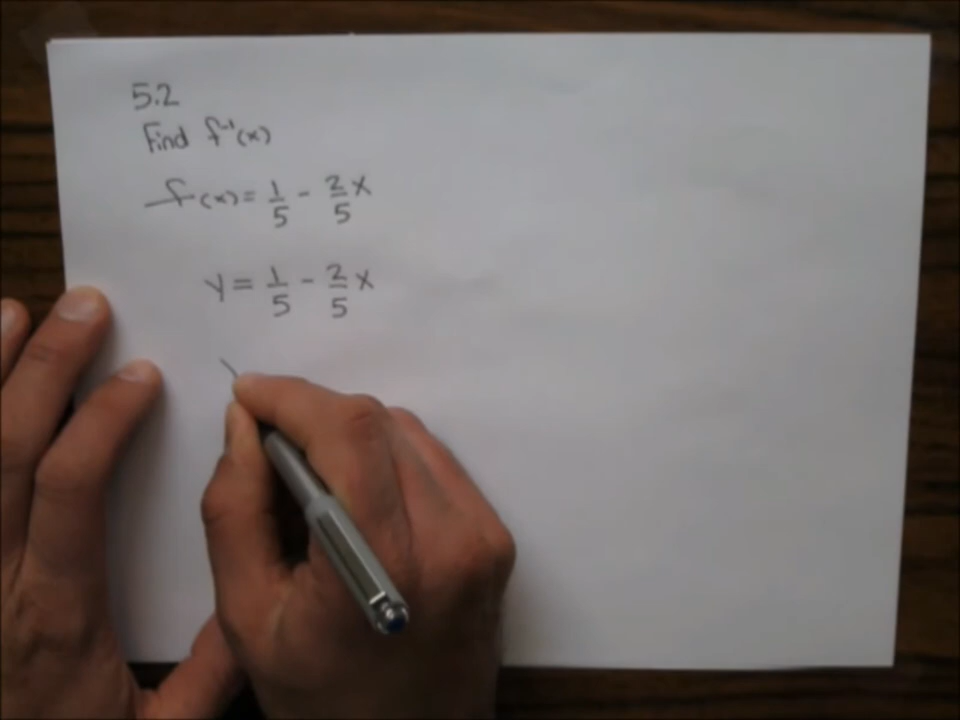 5.2
Find f⁻¹(x)
f(x) = 1/5 - 2/5 x
y = 1/5 - 2/5 x